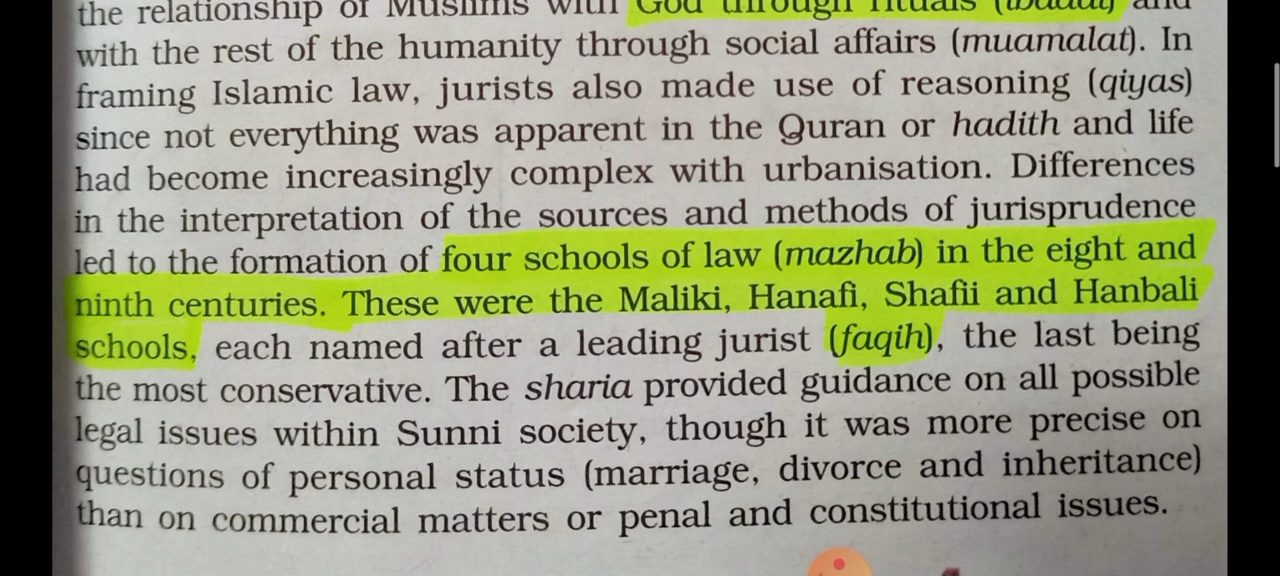 the relationship of Muslims with God through rituals (ibadat) and
with the rest of the humanity through social affairs (muamalat). In
framing Islamic law, jurists also made use of reasoning (qiyas)
since not everything was apparent in the Quran or hadith and life
had become increasingly complex with urbanisation. Differences
in the interpretation of the sources and methods of jurisprudence
led to the formation of four schools of law (mazhab) in the eight and
ninth centuries. These were the Maliki, Hanafi, Shafii and Hanbali
schools, each named after a leading jurist (faqih), the last being
the most conservative. The sharia provided guidance on all possible
legal issues within Sunni society, though it was more precise on
questions of personal status (marriage, divorce and inheritance)
than on commercial matters or penal and constitutional issues.